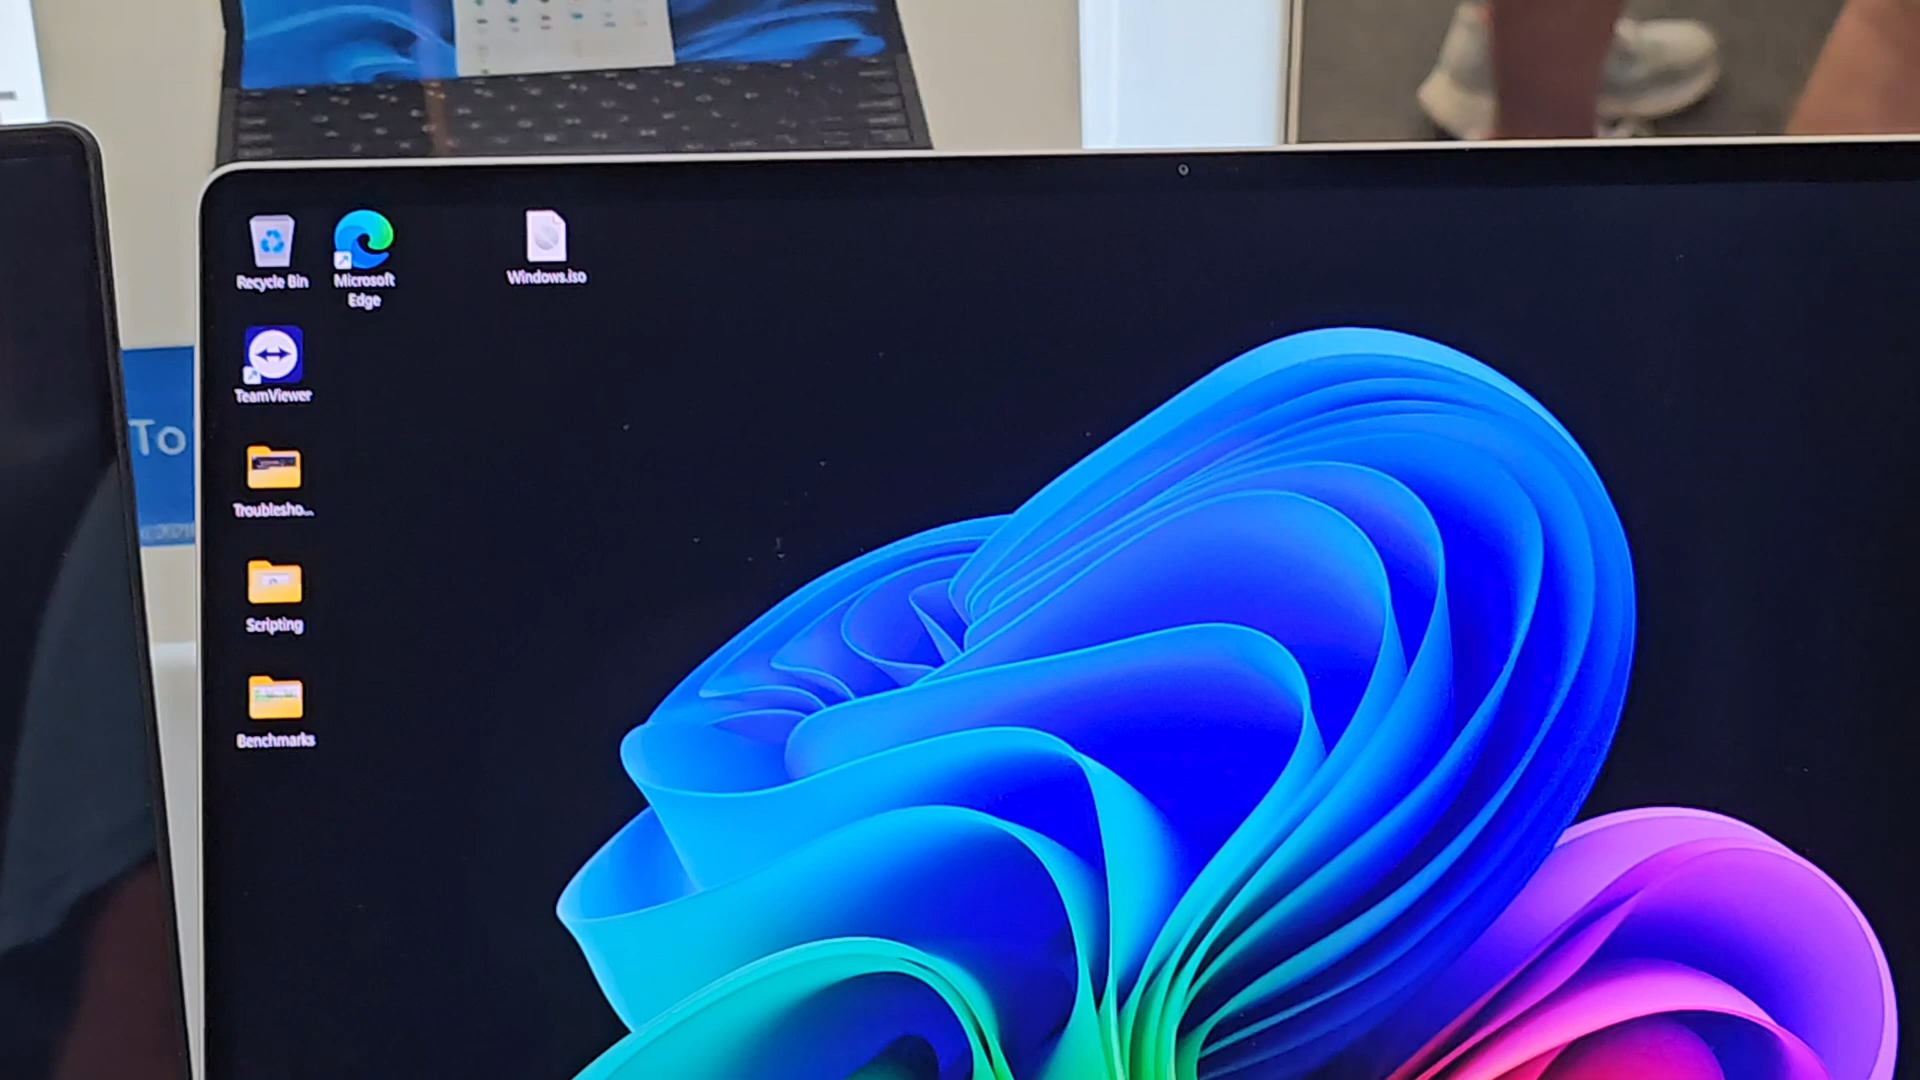 Recycle Bin
Microsoft
Edge
Windows.iso
TeamViewer
To
Troublesho...
Scripting
Benchmarks